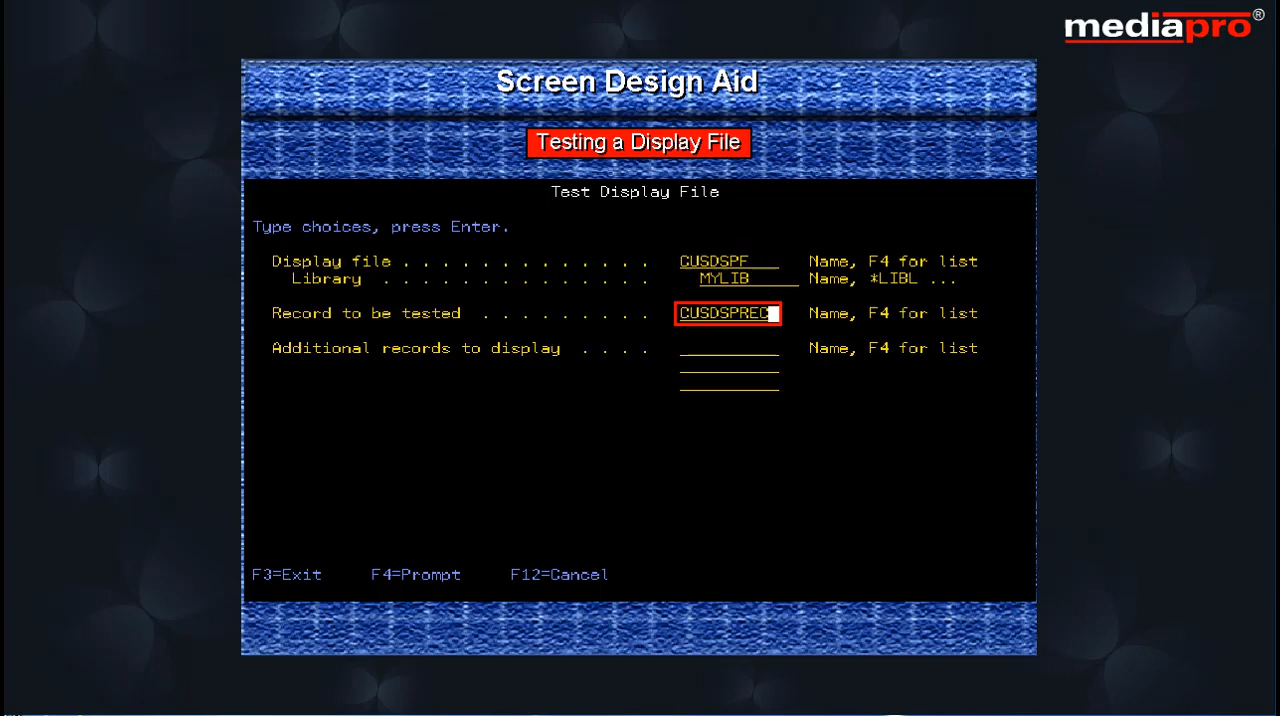 mediapro®
Screen Design Aid
Testing a Display File
Test Display File
Type choices, press Enter.
Display file . . . . . . . . . . . . . CUSDSPF Name, F4 for list
Library . . . . . . . . . . . . . . MYLIB Name, *LIBL ...
Record to be tested . . . . . . . . . CUSDSPREC Name, F4 for list
Additional records to display . . . . Name, F4 for list
F3=Exit F4=Prompt F12=Cancel